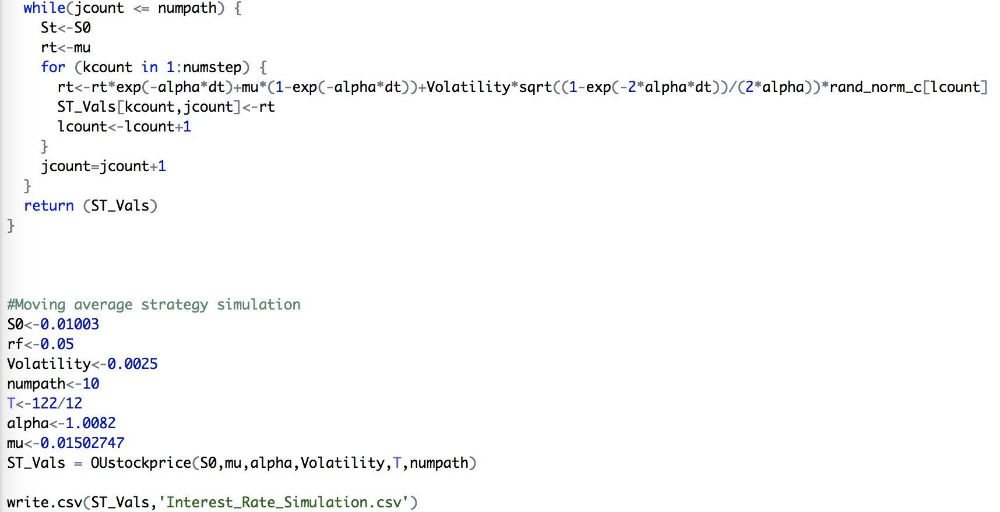 while(jcount <= numpath) {
St<-S0
rt<-mu
for (kcount in 1:numstep) {
rt<-rt*exp(-alpha*dt)+mu*(1-exp(-alpha*dt))+Volatility*sqrt((1-exp(-2*alpha*dt))/(2*alpha))*rand_norm_c[lcount]
ST_Vals[kcount,jcount]<-rt
lcount<-lcount+1
}
jcount=jcount+1
}
return (ST_Vals)
}
#Moving average strategy simulation
S0<-0.01003
rf<-0.05
Volatility<-0.0025
numpath<-10
T<-122/12
alpha<-1.0082
mu<-0.01502747
ST_Vals = OUstockprice(S0,mu,alpha,Volatility,T,numpath)
write.csv(ST_Vals,'Interest_Rate_Simulation.csv')